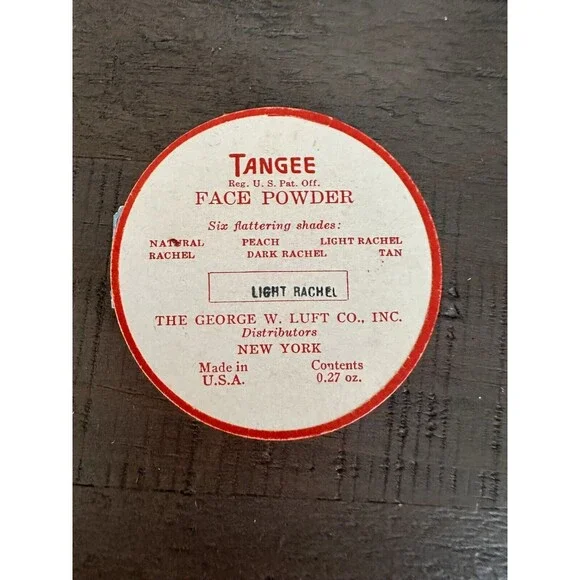 TANGEE
Reg. U. S. Pat. Off.
FACE POWDER
Six flattering shades:
NATURAL PEACH LIGHT RACHEL
RACHEL DARK RACHEL TAN
LIGHT RACHEL
THE GEORGE W. LUFT CO., INC.
Distributors
NEW YORK
Made in Contents
U.S.A. 0.27 oz.